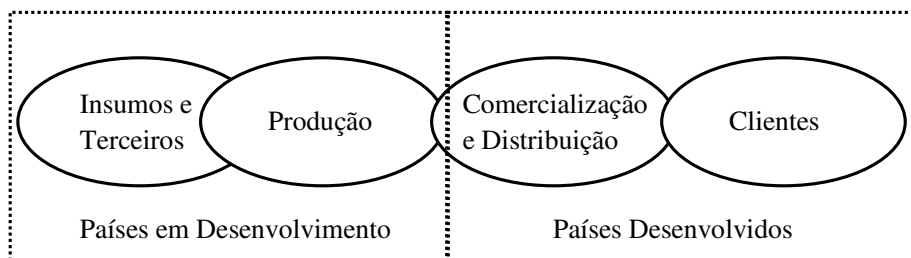 Insumos e
Terceiros
Produção
Comercialização
e Distribuição
Clientes
Países em Desenvolvimento
Países Desenvolvidos